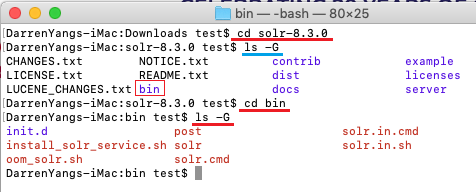 bin — -bash — 80×25
DarrenYangs-iMac:Downloads test$ cd solr-8.3.0
DarrenYangs-iMac:solr-8.3.0 test$ ls -G
CHANGES.txt NOTICE.txt contrib example
LICENSE.txt README.txt dist licenses
LUCENE_CHANGES.txt bin docs server
DarrenYangs-iMac:solr-8.3.0 test$ cd bin
DarrenYangs-iMac:bin test$ ls -G
init.d post solr.in.cmd
install_solr_service.sh solr solr.in.sh
oom_solr.sh solr.cmd
DarrenYangs-iMac:bin test$